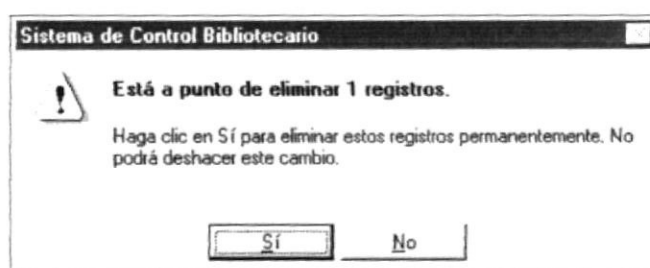 Sistema de Control Bibliotecario
Está a punto de eliminar 1 registros.
Haga clic en Sí para eliminar estos registros permanentemente. No
podrá deshacer este cambio.
Sí
No